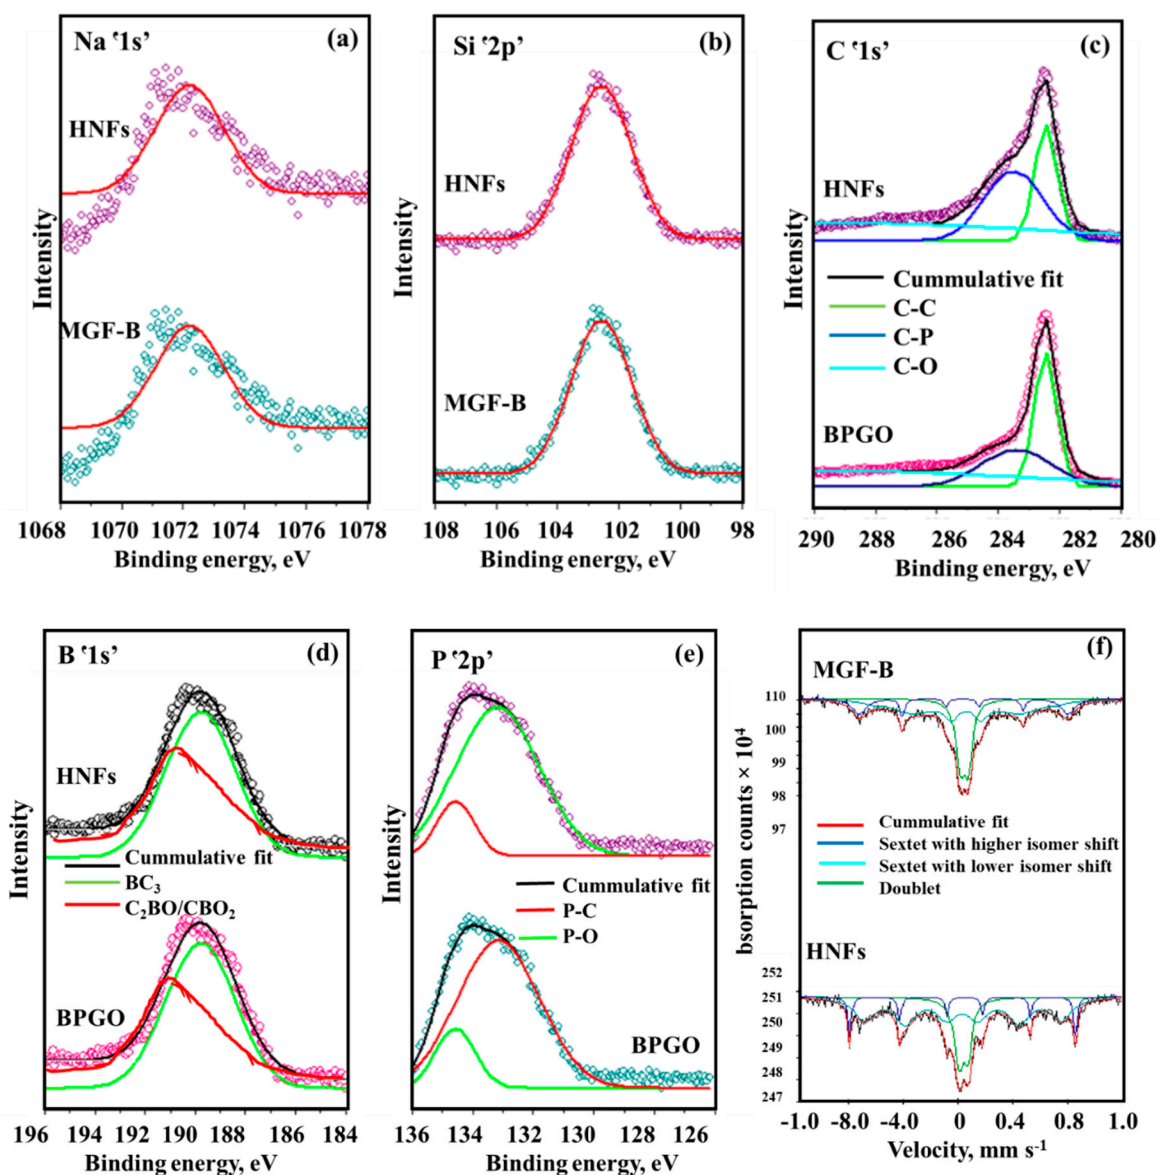 Na ‘1s’
(a)
HNFs
MGF-B
Intensity
1068 1070 1072 1074 1076 1078
Binding energy, eV
Si ‘2p’
(b)
HNFs
MGF-B
Intensity
108 106 104 102 100 98
Binding energy, eV
C ‘1s’
(c)
HNFs
Cummulative fit
C-C
C-P
C-O
BPGO
Intensity
290 288 286 284 282 280
Binding energy, eV
B ‘1s’
(d)
HNFs
Cummulative fit
BC3
C2BO/CBO2
BPGO
Intensity
196 194 192 190 188 186 184
Binding energy, eV
P ‘2p’
(e)
Cummulative fit
P-C
P-O
BPGO
Intensity
136 134 132 130 128 126
Binding energy, eV
(f)
MGF-B
110
100
99
98
97
Cummulative fit
Sextet with higher isomer shift
Sextet with lower isomer shift
Doublet
HNFs
252
251
250
249
248
247
bsorption counts × 10⁴
-1.0 -8.0 -4.0 0 0.4 0.8 1.0
Velocity, mm s⁻¹